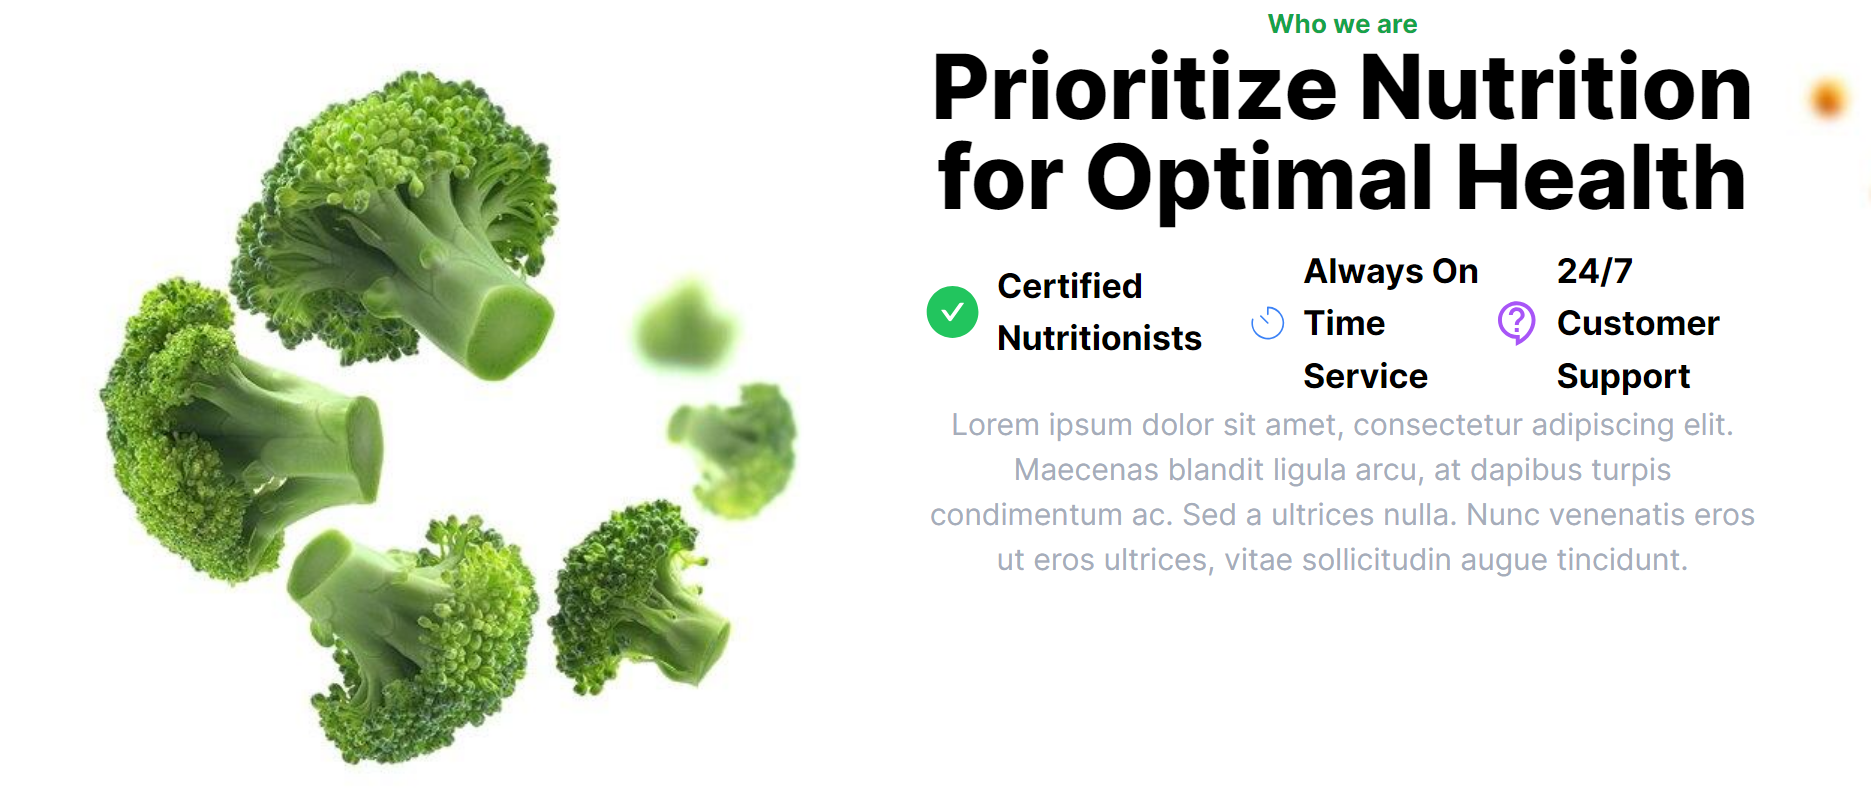 Who we are
Prioritize Nutrition
for Optimal Health
Certified
Nutritionists
Always On
Time
Service
24/7
Customer
Support
Lorem ipsum dolor sit amet, consectetur adipiscing elit.
Maecenas blandit ligula arcu, at dapibus turpis
condimentum ac. Sed a ultrices nulla. Nunc venenatis eros
ut eros ultrices, vitae sollicitudin augue tincidunt.